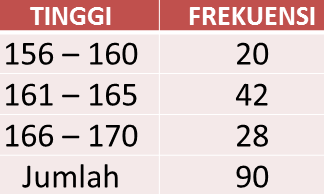 TINGGI FREKUENSI
156 – 160 20
161 – 165 42
166 – 170 28
Jumlah 90